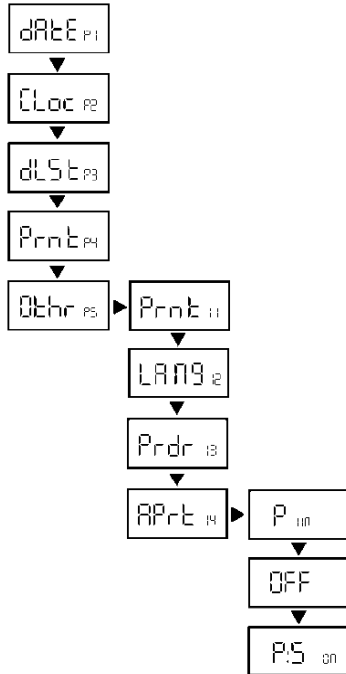 dAtE P1
CLoc P2
dLSt P3
Prnt P4
Othr P5
Prnt 11
LANg 12
Prdr 13
APrt 14
P
OFF
P:S on